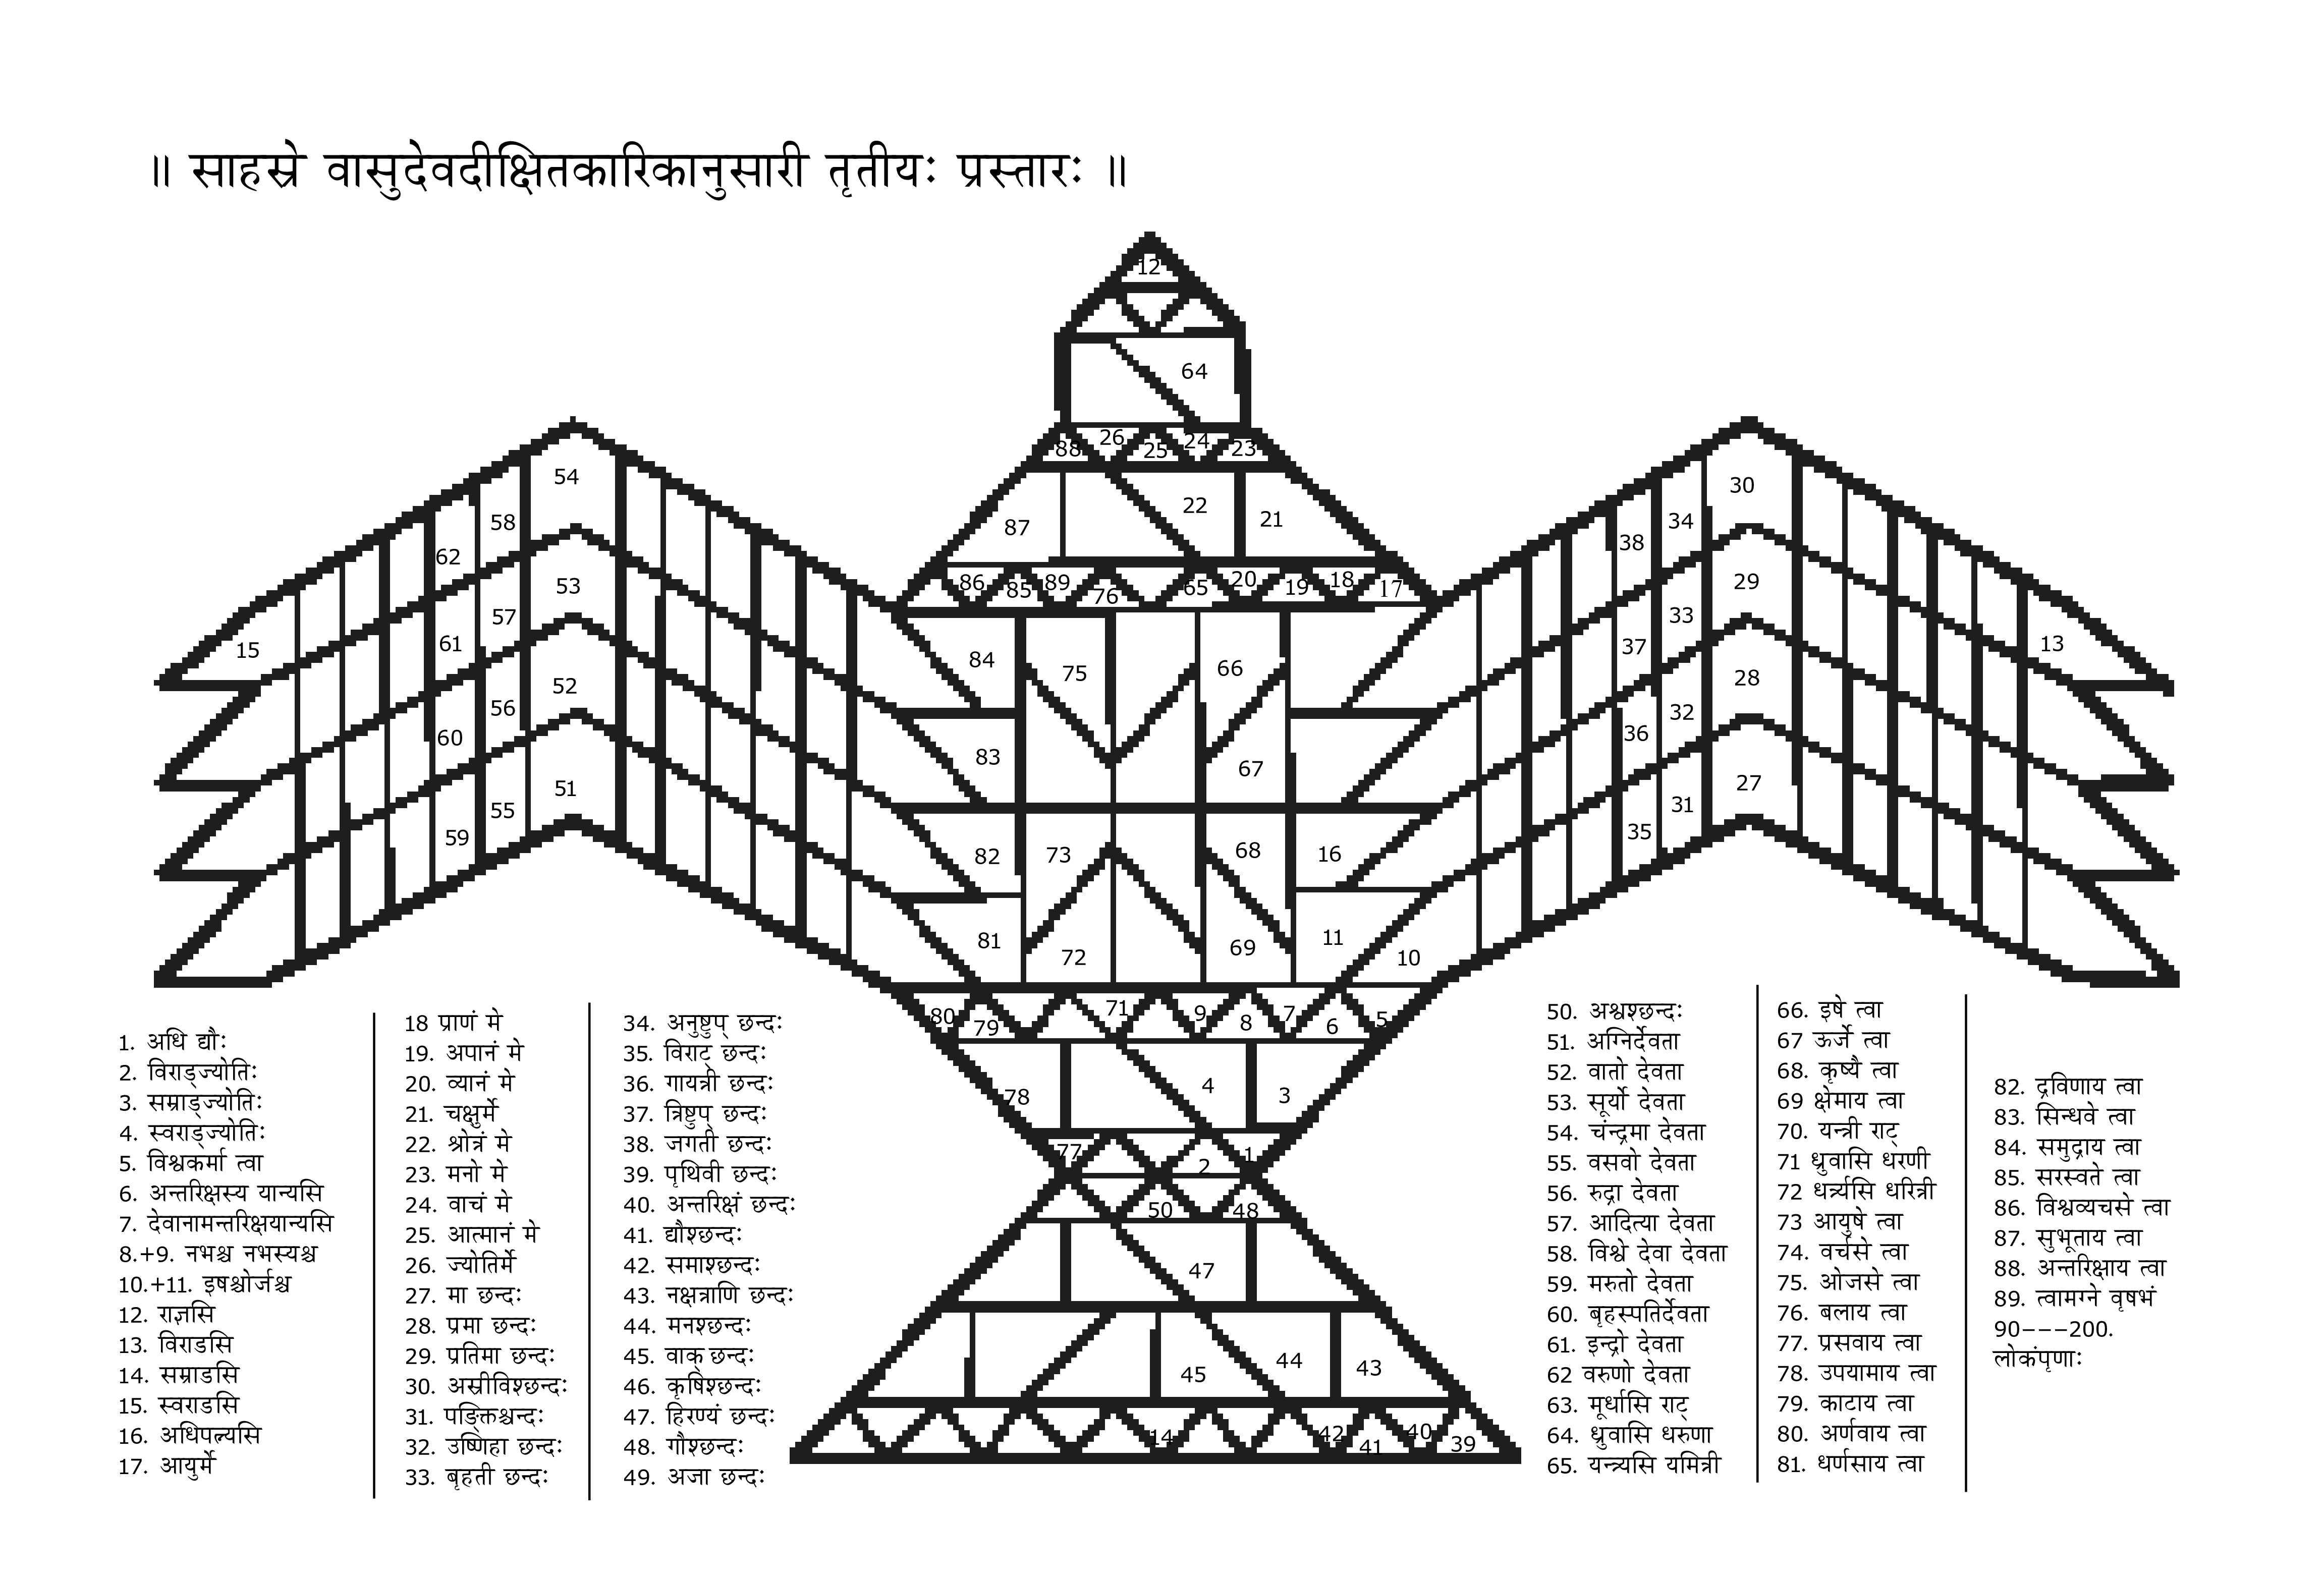 ॥ साहस्रे वासुदेवदीक्षितकारिकानुसारी तृतीयः प्रस्तारः ॥
12
64
88 26 25 24 23
87 22 21
86 85 89 76 65 20 19 18 17
54 58 62
53 57 61
52 56 60
51 55 59
15
30 34 38
29 33 37
28 32 36
27 31 35
13
84 75 66
83 67
82 73 68 16
81 72 69 11 10
80 79 71 9 8 7 6 5
78 4 3
77 2 1
50 48
47
45 44 43
14 42 41 40 39
1. अधि द्यौः
2. विराड्ज्योतिः
3. सम्राड्ज्योतिः
4. स्वराड्ज्योतिः
5. विश्वकर्मा त्वा
6. अन्तरिक्षस्य यान्यसि
7. देवानामन्तरिक्षयान्यसि
8.+9. नभश्च नभस्यश्च
10.+11. इषश्चोर्जश्च
12. राज्ञसि
13. विराडसि
14. सम्राडसि
15. स्वराडसि
16. अधिपत्न्यसि
17. आयुर्मे
18 प्राणं मे
19. अपानं मे
20. व्यानं मे
21. चक्षुर्मे
22. श्रोत्रं मे
23. मनो मे
24. वाचं मे
25. आत्मानं मे
26. ज्योतिर्मे
27. मा छन्दः
28. प्रमा छन्दः
29. प्रतिमा छन्दः
30. अस्रीविश्छन्दः
31. पङ्क्तिश्चन्दः
32. उष्णिहा छन्दः
33. बृहती छन्दः
34. अनुष्टुप् छन्दः
35. विराट् छन्दः
36. गायत्री छन्दः
37. त्रिष्टुप् छन्दः
38. जगती छन्दः
39. पृथिवी छन्दः
40. अन्तरिक्षं छन्दः
41. द्यौश्छन्दः
42. समाश्छन्दः
43. नक्षत्राणि छन्दः
44. मनश्छन्दः
45. वाक् छन्दः
46. कृषिश्छन्दः
47. हिरण्यं छन्दः
48. गौश्छन्दः
49. अजा छन्दः
50. अश्वश्छन्दः
51. अग्निर्देवता
52. वातो देवता
53. सूर्यो देवता
54. चंन्द्रमा देवता
55. वसवो देवता
56. रुद्रा देवता
57. आदित्या देवता
58. विश्वे देवा देवता
59. मरुतो देवता
60. बृहस्पतिर्देवता
61. इन्द्रो देवता
62 वरुणो देवता
63. मूर्धासि राट्
64. ध्रुवासि धरुणा
65. यन्त्र्यसि यमित्री
66. इषे त्वा
67 ऊर्जे त्वा
68. कृष्यै त्वा
69 क्षेमाय त्वा
70. यन्त्री राट्
71 ध्रुवासि धरणी
72 धर्त्र्यसि धरित्री
73 आयुषे त्वा
74. वर्चसे त्वा
75. ओजसे त्वा
76. बलाय त्वा
77. प्रसवाय त्वा
78. उपयामाय त्वा
79. काटाय त्वा
80. अर्णवाय त्वा
81. धर्णसाय त्वा
82. द्रविणाय त्वा
83. सिन्धवे त्वा
84. समुद्राय त्वा
85. सरस्वते त्वा
86. विश्वव्यचसे त्वा
87. सुभूताय त्वा
88. अन्तरिक्षाय त्वा
89. त्वामग्ने वृषभं
90---200.
लोकंपृणाः